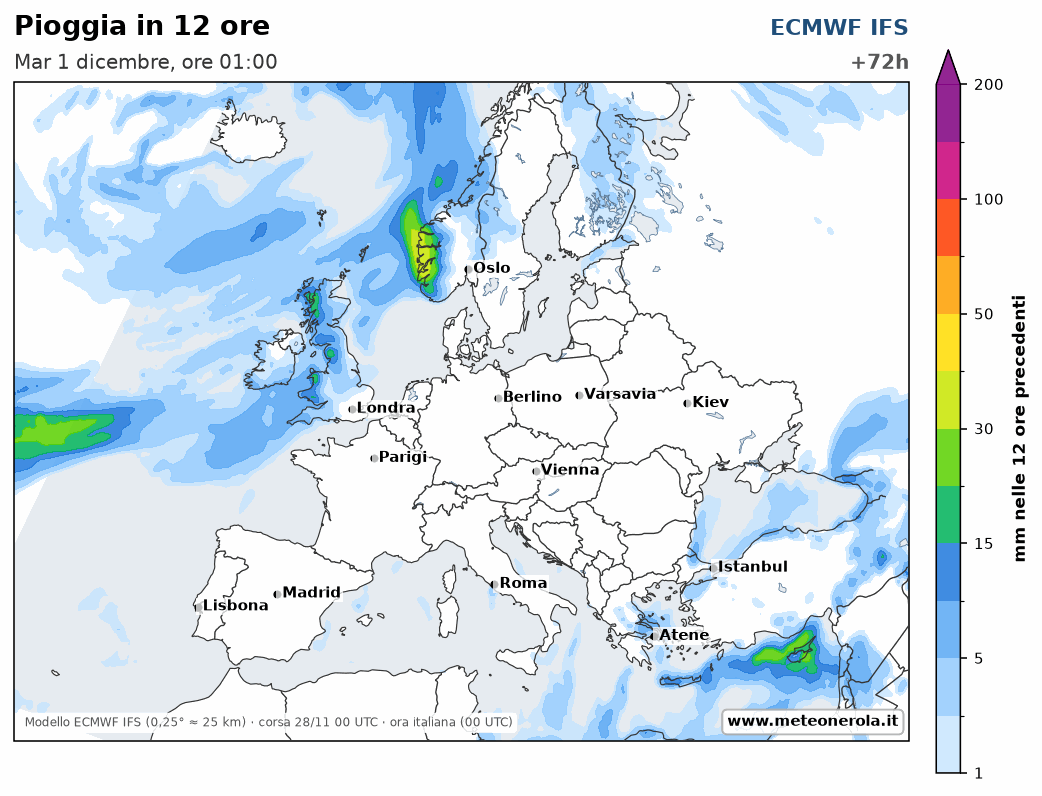 Pioggia in 12 ore
ECMWF IFS
Mar 1 dicembre, ore 01:00
+72h
200
100
50
30
15
5
1
mm nelle 12 ore precedenti
Oslo
Berlino
Varsavia
Kiev
Londra
Parigi
Vienna
Istanbul
Roma
Madrid
Lisbona
Atene
Modello ECMWF IFS (0,25° ≈ 25 km) · corsa 28/11 00 UTC · ora italiana (00 UTC)
www.meteonerola.it